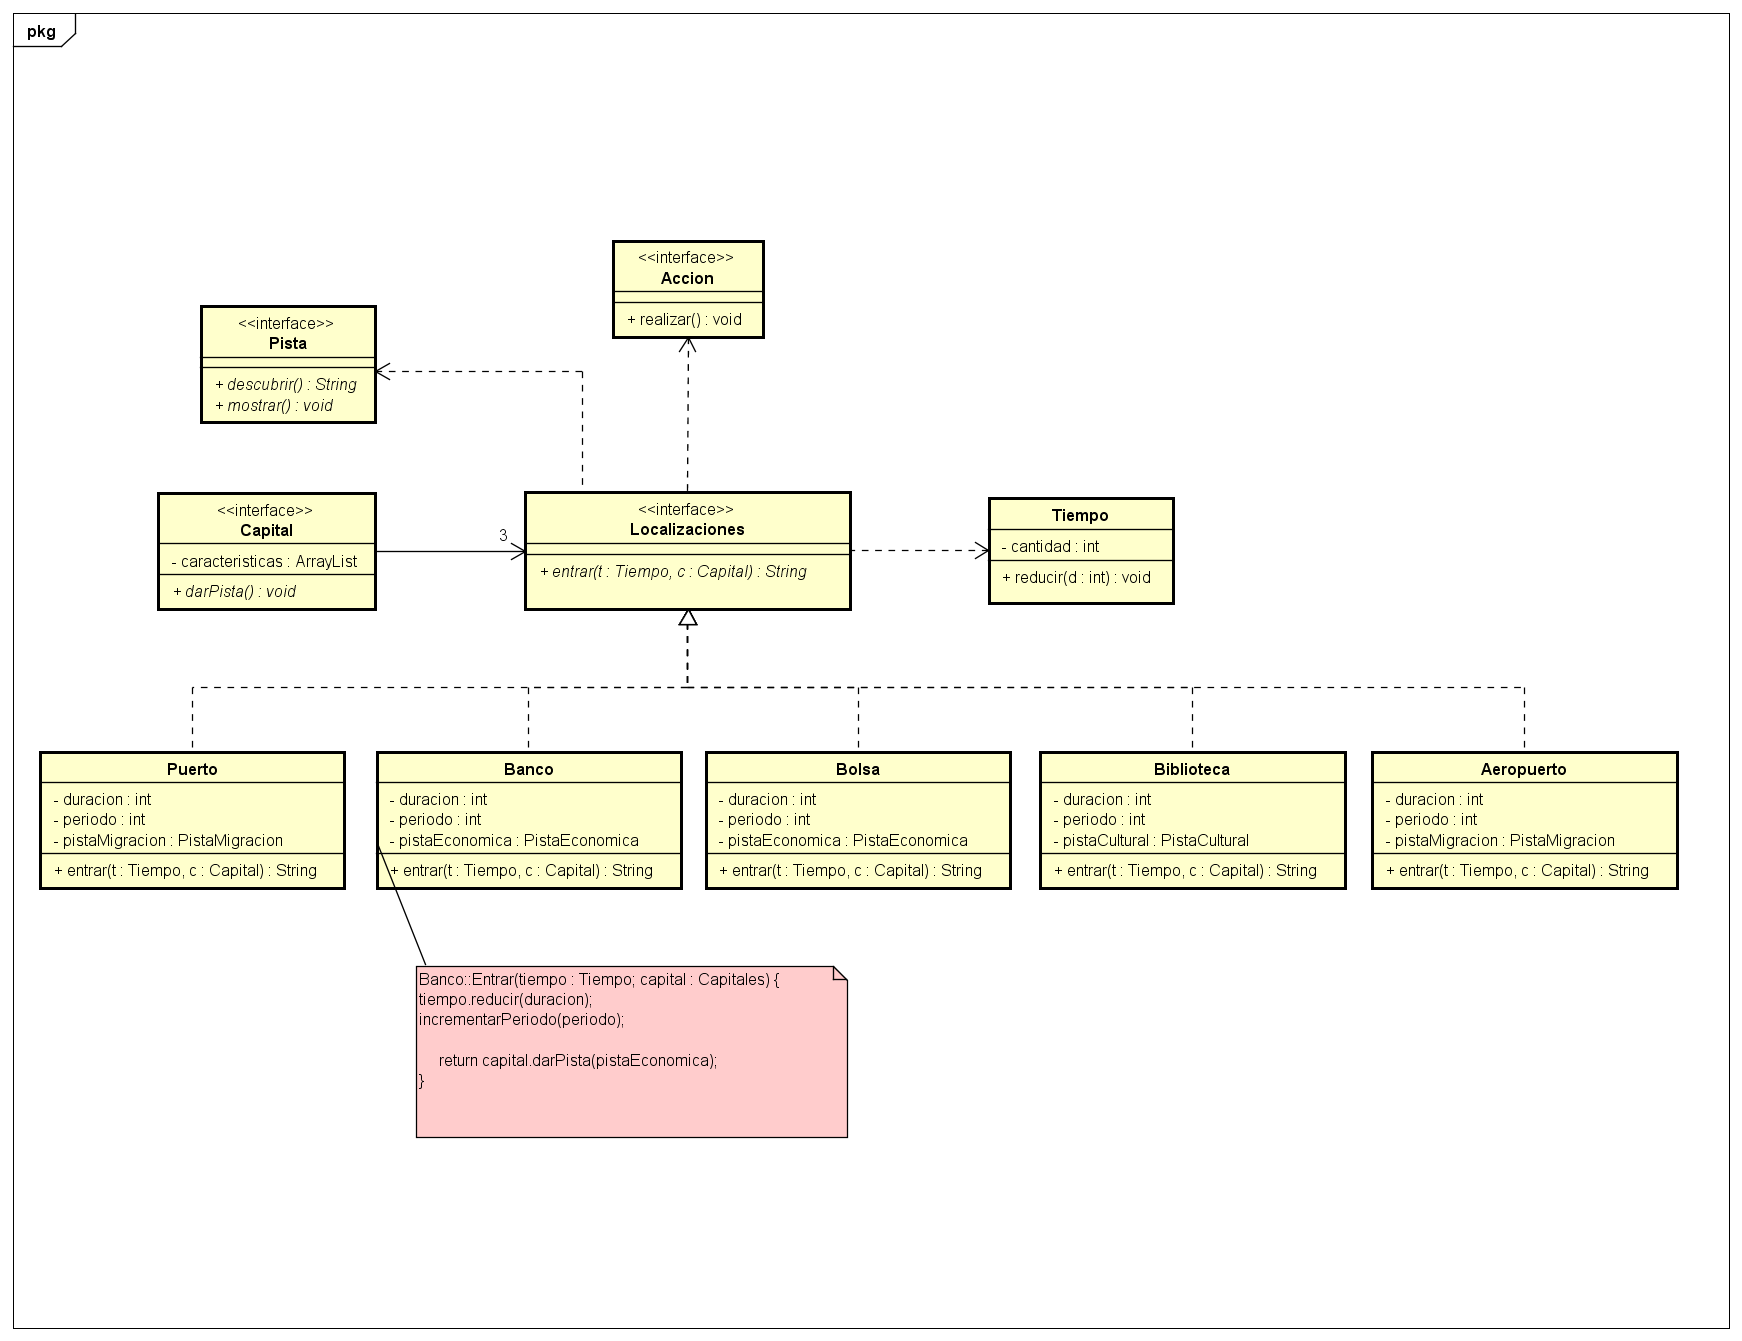 pkg
<<interface>>
Accion
+ realizar() : void
<<interface>>
Pista
+ descubrir() : String
+ mostrar() : void
<<interface>>
Capital
- caracteristicas : ArrayList
+ darPista() : void
3
<<interface>>
Localizaciones
+ entrar(t : Tiempo, c : Capital) : String
Tiempo
- cantidad : int
+ reducir(d : int) : void
Puerto
- duracion : int
- periodo : int
- pistaMigracion : PistaMigracion
+ entrar(t : Tiempo, c : Capital) : String
Banco
- duracion : int
- periodo : int
- pistaEconomica : PistaEconomica
+ entrar(t : Tiempo, c : Capital) : String
Bolsa
- duracion : int
- periodo : int
- pistaEconomica : PistaEconomica
+ entrar(t : Tiempo, c : Capital) : String
Biblioteca
- duracion : int
- periodo : int
- pistaCultural : PistaCultural
+ entrar(t : Tiempo, c : Capital) : String
Aeropuerto
- duracion : int
- periodo : int
- pistaMigracion : PistaMigracion
+ entrar(t : Tiempo, c : Capital) : String
Banco::Entrar(tiempo : Tiempo; capital : Capitales) {
tiempo.reducir(duracion);
incrementarPeriodo(periodo);
return capital.darPista(pistaEconomica);
}